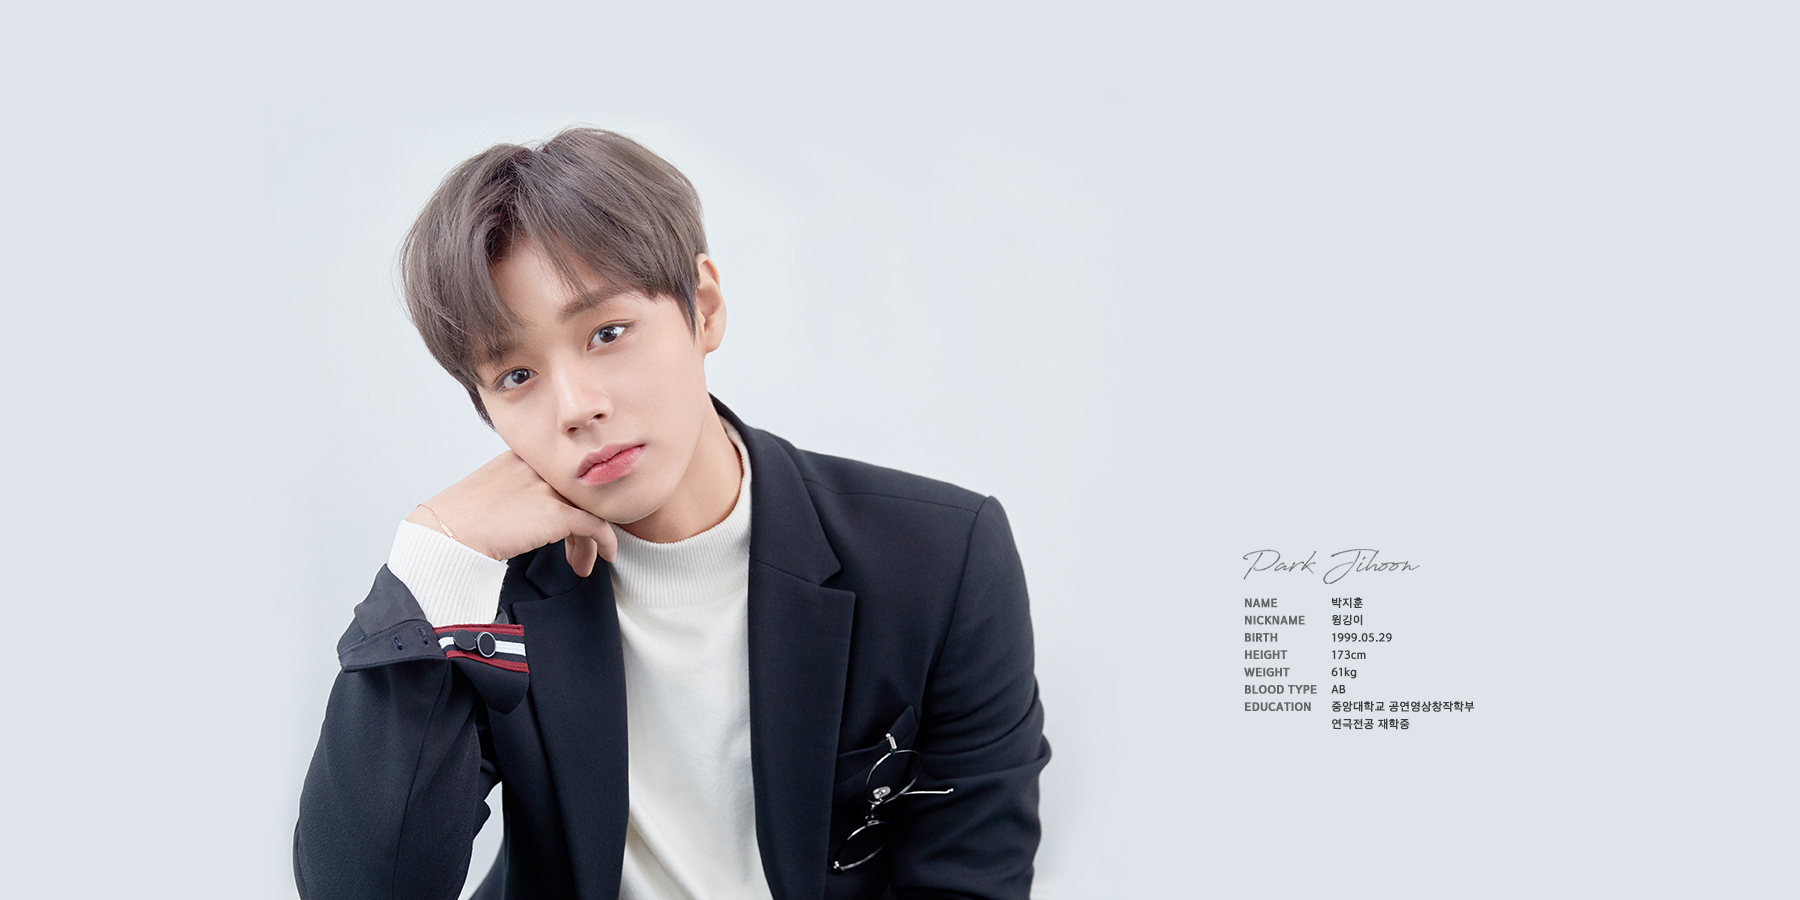 Park Jihoon
NAME 박지훈
NICKNAME 윙깅이
BIRTH 1999.05.29
HEIGHT 173cm
WEIGHT 61kg
BLOOD TYPE AB
EDUCATION 중앙대학교 공연영상창작학부
연극전공 재학중